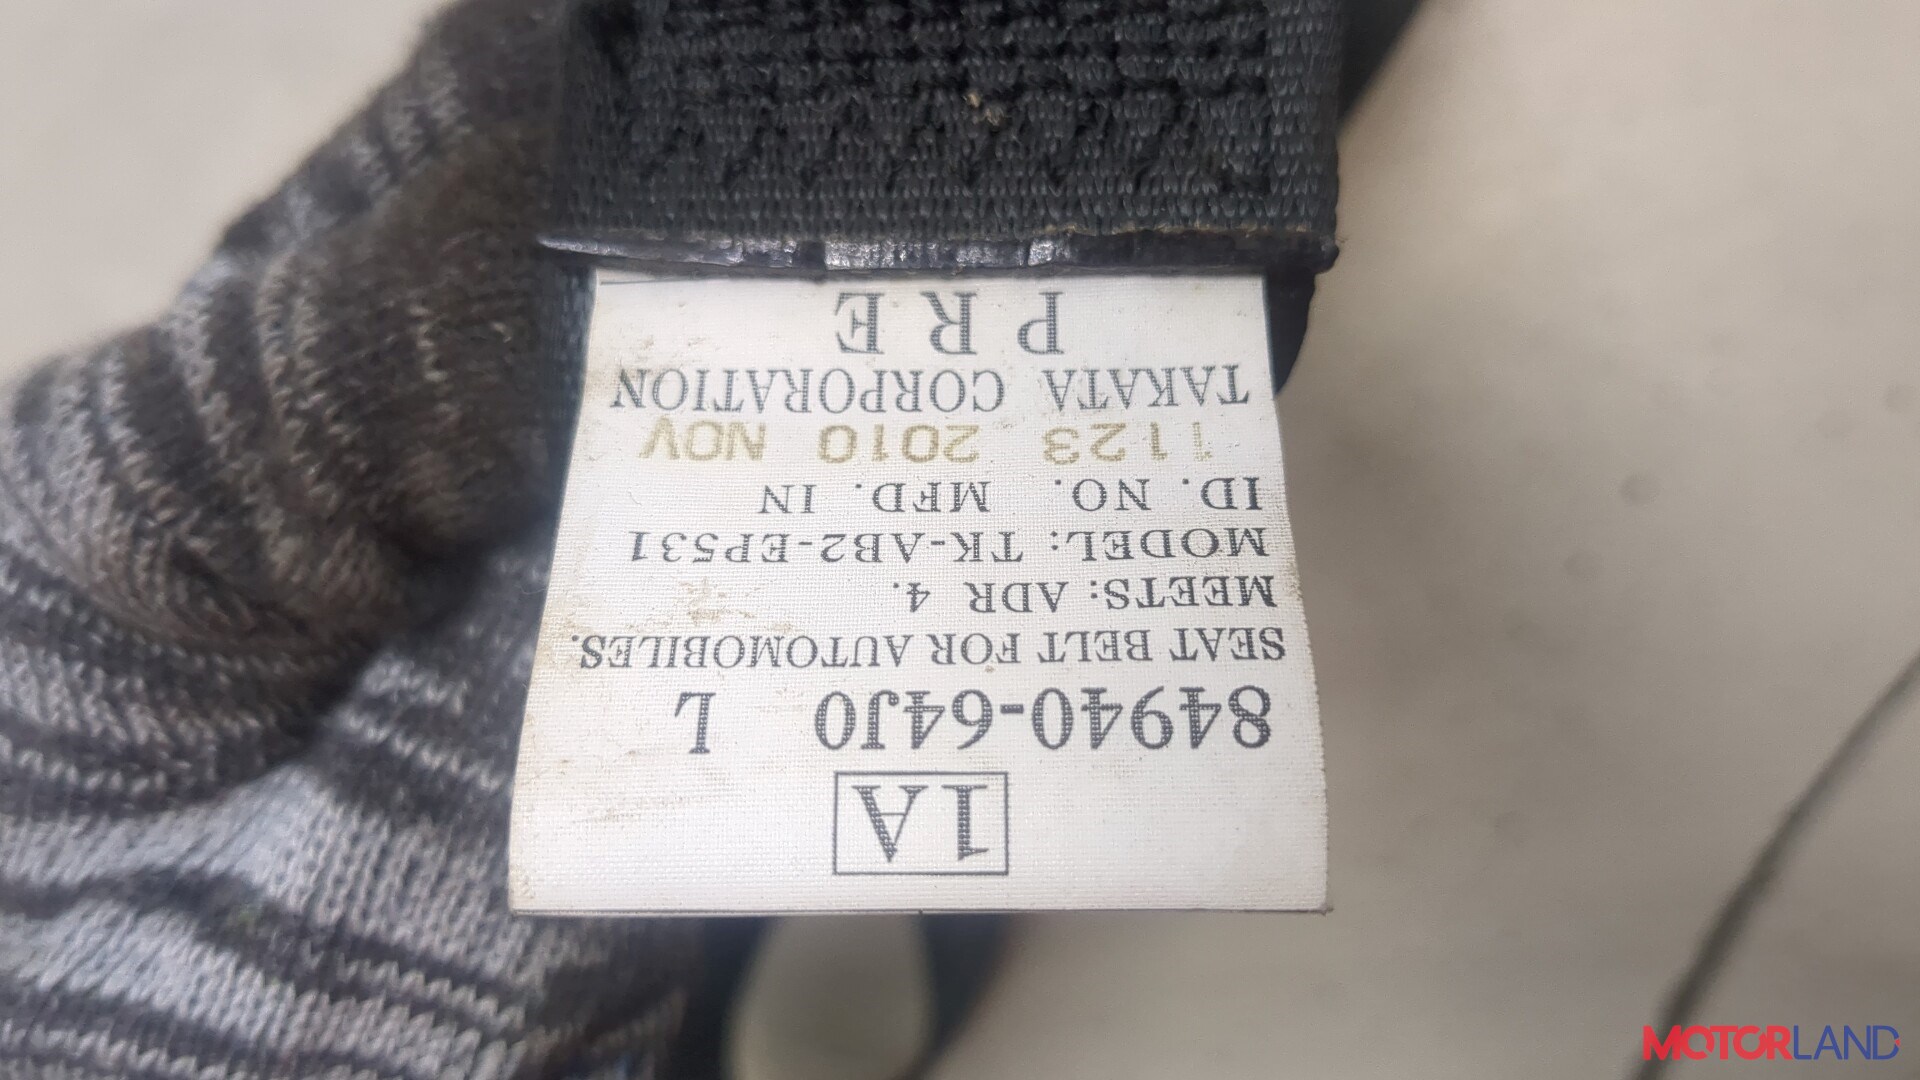 1A
84940-64J0 L
SEAT BELT FOR AUTOMOBILES.
MEETS: ADR 4.
MODEL: TK-AB2-EP531
ID. NO. MFD. IN
1123 2010 NOV
TAKATA CORPORATION
PRE
MOTORLAND